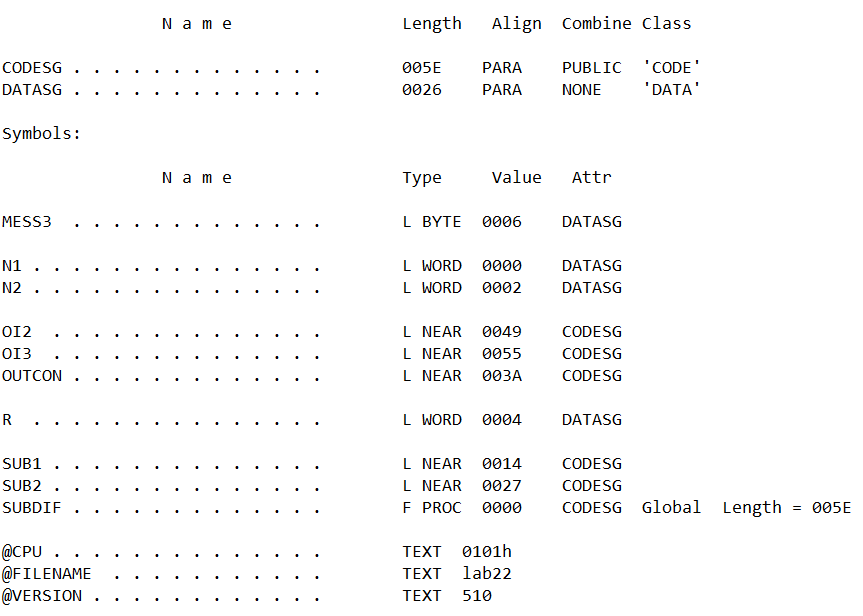 N a m e                 Length   Align  Combine Class

CODESG . . . . . . . . . . . . .        005E    PARA    PUBLIC  'CODE'
DATASG . . . . . . . . . . . . .        0026    PARA    NONE    'DATA'

Symbols:

                N a m e                 Type     Value   Attr

MESS3  . . . . . . . . . . . . .        L BYTE  0006    DATASG

N1 . . . . . . . . . . . . . . .        L WORD  0000    DATASG
N2 . . . . . . . . . . . . . . .        L WORD  0002    DATASG

OI2  . . . . . . . . . . . . . .        L NEAR  0049    CODESG
OI3  . . . . . . . . . . . . . .        L NEAR  0055    CODESG
OUTCON . . . . . . . . . . . . .        L NEAR  003A    CODESG

R  . . . . . . . . . . . . . . .        L WORD  0004    DATASG

SUB1 . . . . . . . . . . . . . .        L NEAR  0014    CODESG
SUB2 . . . . . . . . . . . . . .        L NEAR  0027    CODESG
SUBDIF . . . . . . . . . . . . .        F PROC  0000    CODESG  Global  Length = 005E

@CPU . . . . . . . . . . . . . .        TEXT  0101h
@FILENAME  . . . . . . . . . . .        TEXT  lab22
@VERSION . . . . . . . . . . . .        TEXT  510